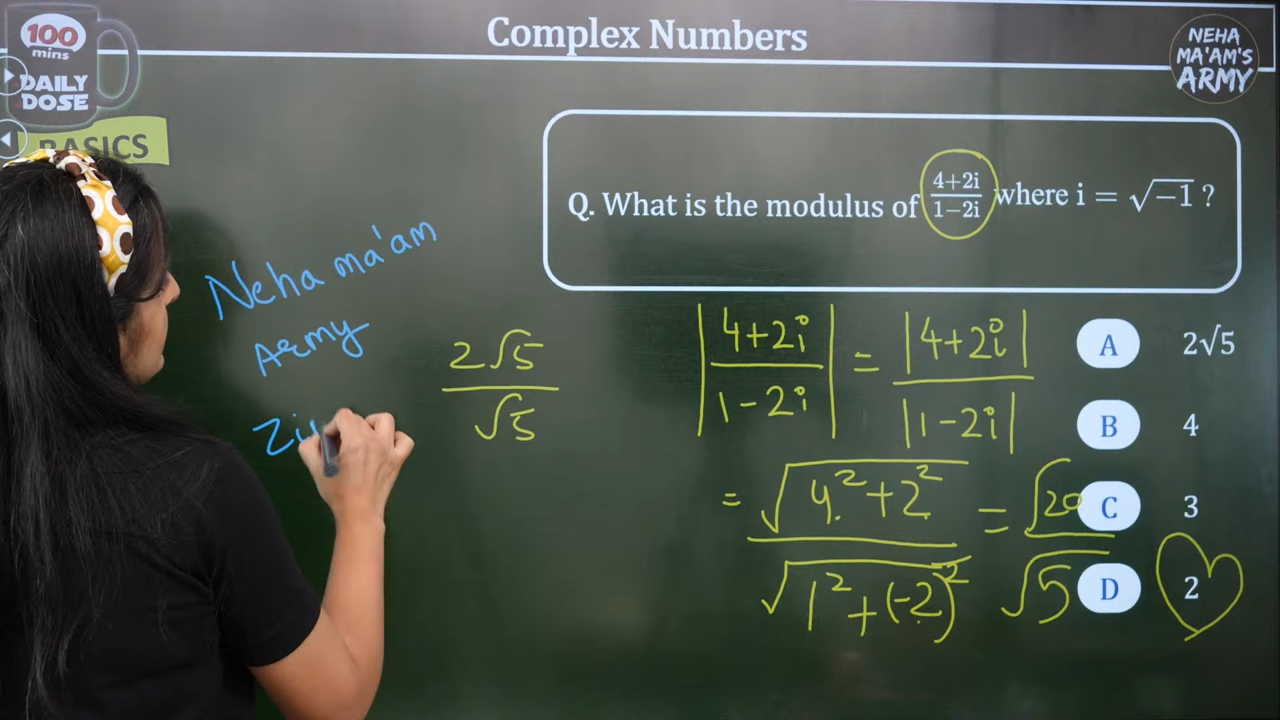 100
mins
DAILY
DOSE
BASICS
Complex Numbers
NEHA
MA'AM'S
ARMY
Q. What is the modulus of (4+2i)/(1−2i) where i = √−1 ?
Neha ma'am
Army
2√5 / √5
|(4+2i)/(1−2i)| = |4+2i| / |1−2i|
= √(4²+2²) / √(1²+(−2)²) = √20 / √5
A 2√5
B 4
C 3
D 2